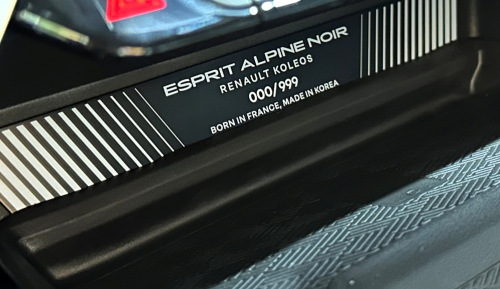 ESPRIT ALPINE NOIR
RENAULT KOLEOS
000/999
BORN IN FRANCE, MADE IN KOREA